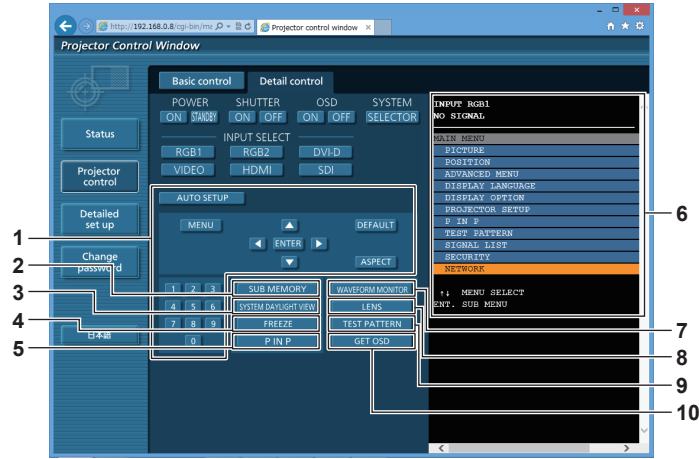 http://192.168.0.8/cgi-bin/me
Projector control window
Projector Control Window
Basic control
Detail control
POWER SHUTTER OSD SYSTEM
ON STANDBY ON OFF ON OFF SELECTOR
INPUT SELECT
RGB1 RGB2 DVI-D
VIDEO HDMI SDI
Status
Projector
control
Detailed
set up
Change
password
日本語
AUTO SETUP
MENU DEFAULT
ENTER
ASPECT
1 2 3 SUB MEMORY WAVEFORM MONITOR
4 5 6 SYSTEM DAYLIGHT VIEW LENS
7 8 9 FREEZE TEST PATTERN
0 P IN P GET OSD
INPUT RGB1
NO SIGNAL
MAIN MENU
PICTURE
POSITION
ADVANCED MENU
DISPLAY LANGUAGE
DISPLAY OPTION
PROJECTOR SETUP
P IN P
TEST PATTERN
SIGNAL LIST
SECURITY
NETWORK
↑↓ MENU SELECT
ENT. SUB MENU
1
2
3
4
5
6
7
8
9
10